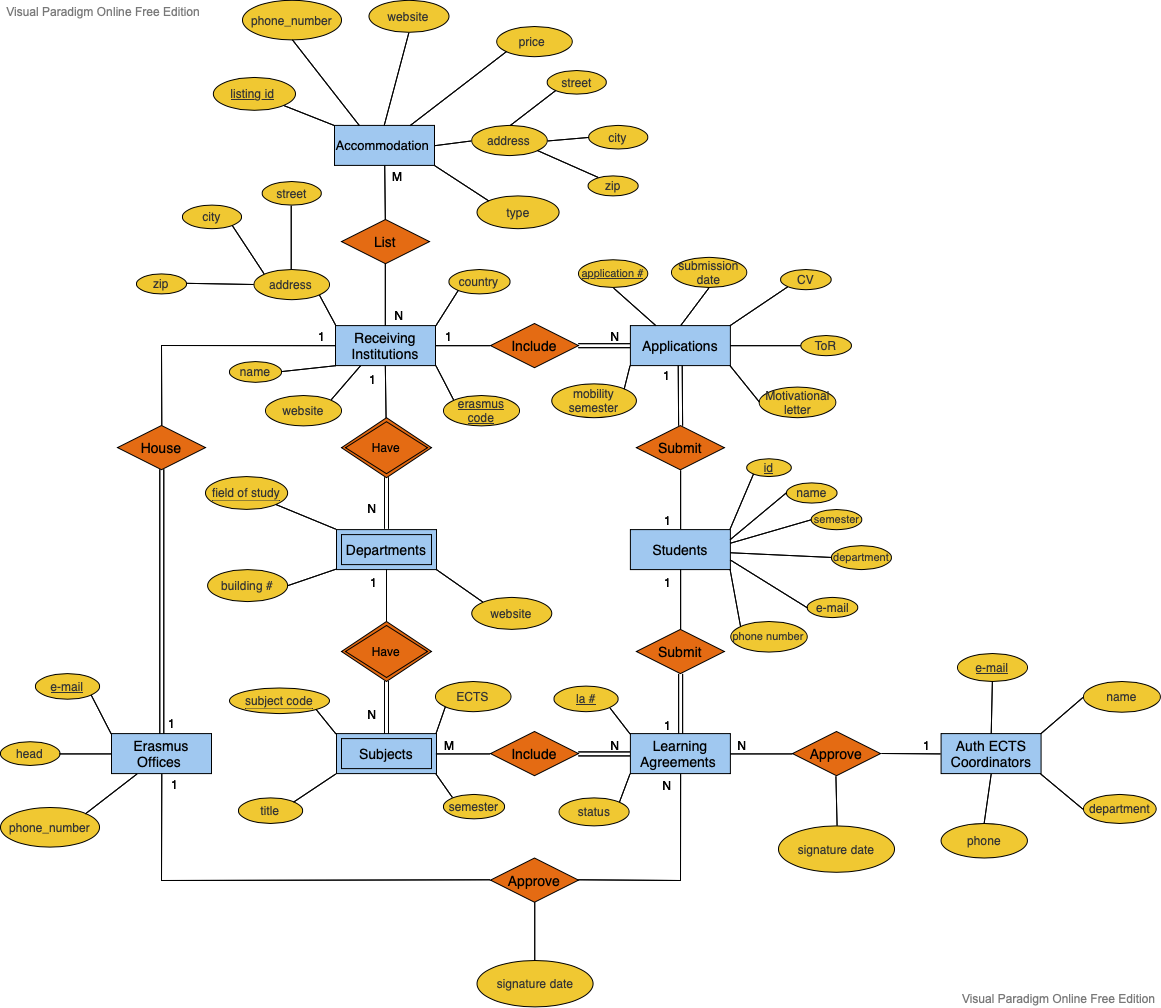 Visual Paradigm Online Free Edition
phone_number
website
price
listing id
street
Accommodation
address
city
zip
M
type
street
city
List
zip
address
country
application #
submission
date
CV
N
1
Receiving
Institutions
1
Include
N
Applications
ToR
name
1
website
erasmus
code
mobility
semester
1
Motivational
letter
House
Have
Submit
id
field of study
N
name
1
semester
Departments
Students
department
building #
1
1
website
e-mail
phone number
Have
Submit
e-mail
subject code
N
ECTS
la #
e-mail
name
1
1
head
Erasmus
Offices
Subjects
M
Include
N
Learning
Agreements
N
Approve
1
Auth ECTS
Coordinators
1
N
title
semester
status
department
phone_number
signature date
phone
Approve
signature date
Visual Paradigm Online Free Edition